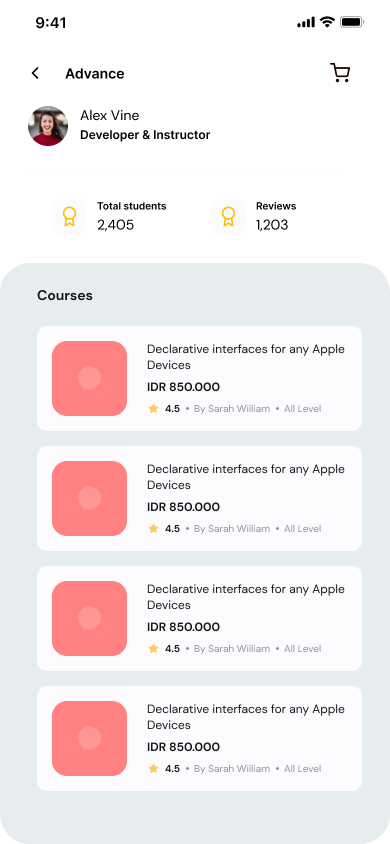 9:41
Advance
Alex Vine
Developer & Instructor
Total students
2,405
Reviews
1,203
Courses
Declarative interfaces for any Apple
Devices
IDR 850.000
4.5 • By Sarah William • All Level
Declarative interfaces for any Apple
Devices
IDR 850.000
4.5 • By Sarah William • All Level
Declarative interfaces for any Apple
Devices
IDR 850.000
4.5 • By Sarah William • All Level
Declarative interfaces for any Apple
Devices
IDR 850.000
4.5 • By Sarah William • All Level